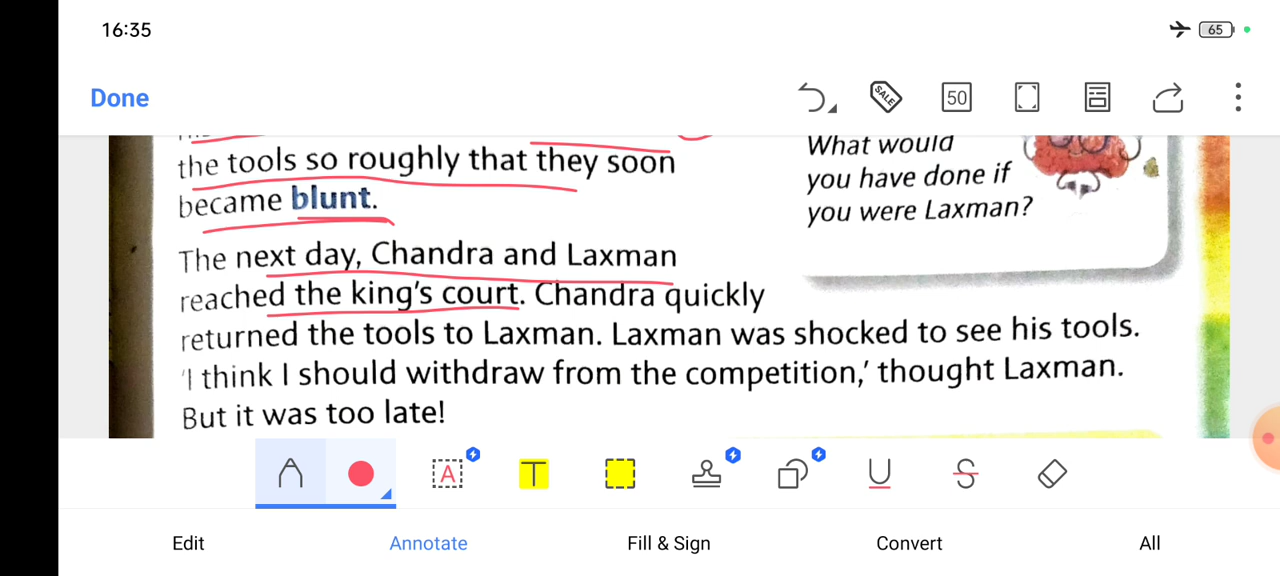 16:35
65
Done
SALE
50
the tools so roughly that they soon
became blunt.
What would
you have done if
you were Laxman?
The next day, Chandra and Laxman
reached the king's court. Chandra quickly
returned the tools to Laxman. Laxman was shocked to see his tools.
'I think I should withdraw from the competition,' thought Laxman.
But it was too late!
A
T
U
S
Edit
Annotate
Fill & Sign
Convert
All